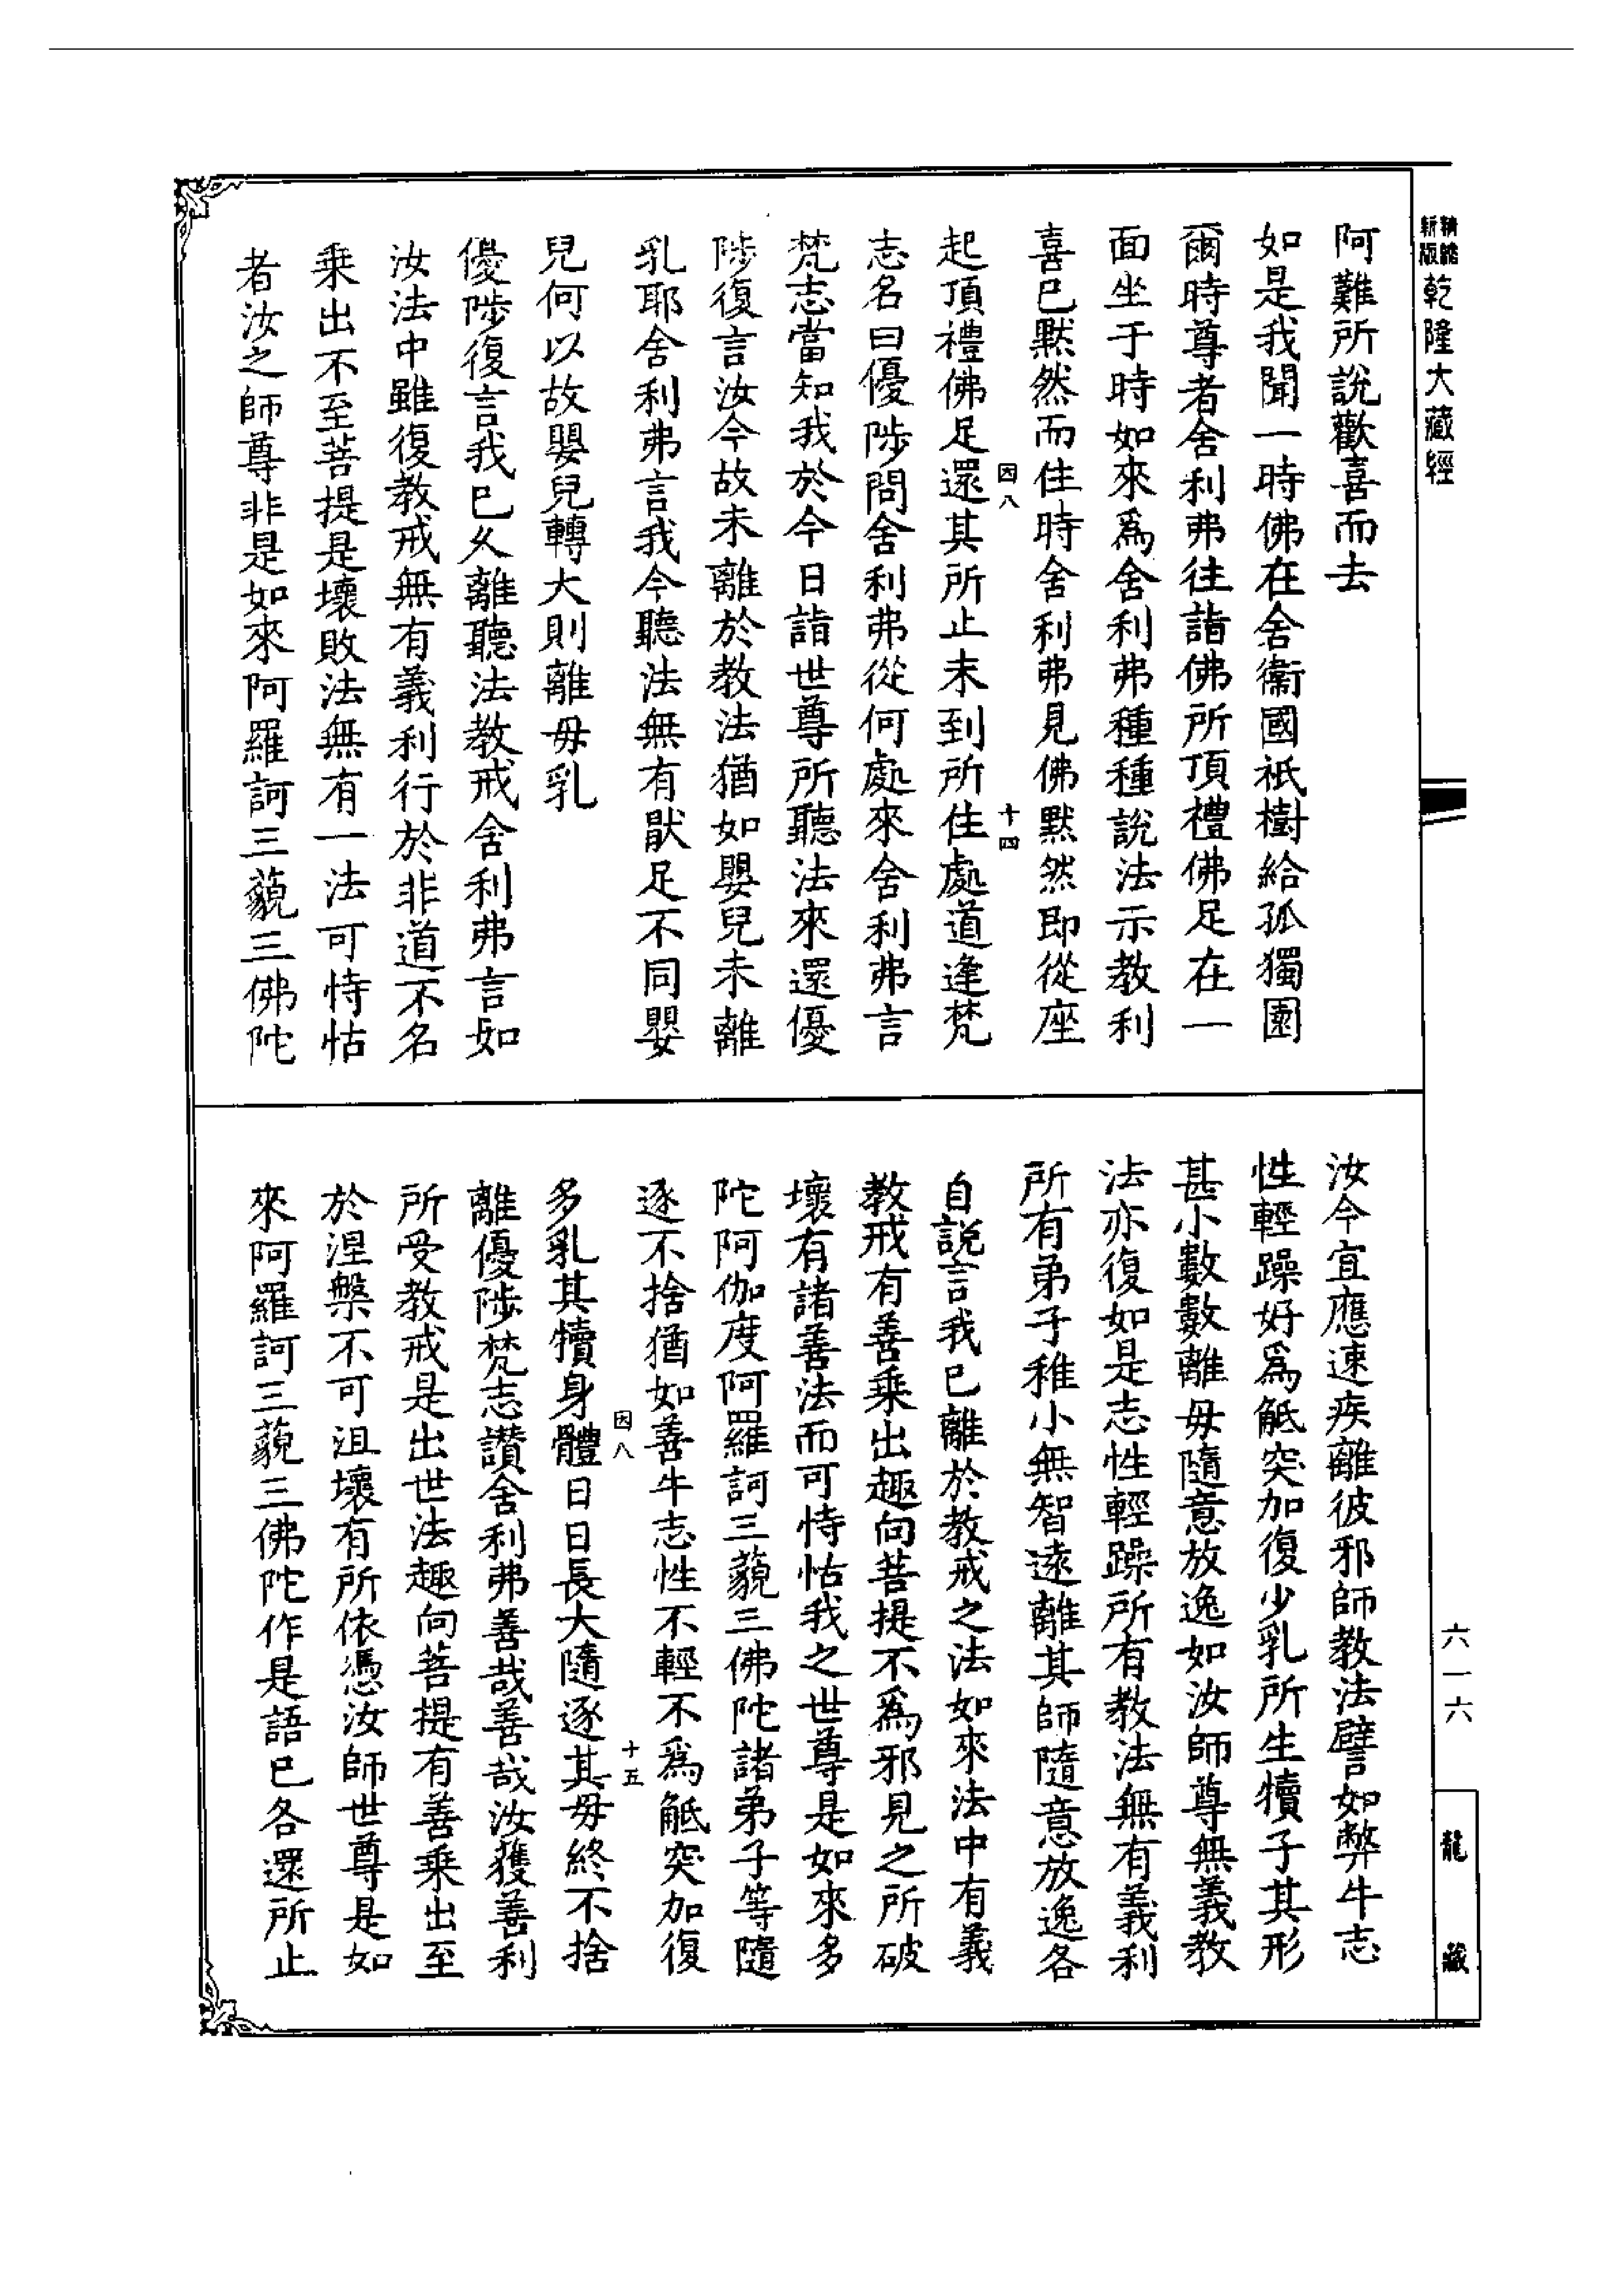 新編縮版乾隆大藏經
阿難所說歡喜而去
如是我聞一時佛在舍衛國祇樹給孤獨園
爾時尊者舍利弗往詣佛所頂禮佛足在一
面坐于時如來爲舍利弗種種說法示教利
喜已默然而住時舍利弗見佛默然即從座
因八
十四
起頂禮佛足還其所止未到所住處道逢梵
志名曰優陟問舍利弗從何處來舍利弗言
梵志當知我於今日詣世尊所聽法來還優
陟復言汝今故未離於教法猶如嬰兒未離
乳耶舍利弗言我今聽法無有厭足不同嬰
兒何以故嬰兒轉大則離毋乳
優陟復言我已久離聽法教戒舍利弗言如
汝法中雖復教戒無有義利行於非道不名
乘出不至菩提是壞敗法無有一法可恃怙
者汝之師尊非是如來阿羅訶三藐三佛陀
汝今宜應速疾離彼邪師教法譬如弊牛志
性輕躁好爲觝突加復少乳所生犢子其形
甚小數數離毋隨意放逸如汝師尊無義教
法亦復如是志性輕躁所有教法無有義利
所有弟子稚小無智遠離其師隨意放逸各
自說言我已離於教戒之法如來法中有義
教戒有善乘出趣向菩提不爲邪見之所破
壞有諸善法而可恃怙我之世尊是如來多
陀阿伽度阿羅訶三藐三佛陀諸弟子等隨
逐不捨猶如善牛志性不輕不爲觝突加復
因八
十五
多乳其犢身體日日長大隨逐其毋終不捨
離優陟梵志讚舍利弗善哉善哉汝獲善利
所受教戒是出世法趣向菩提有善乘出至
於涅槃不可沮壞有所依憑汝師世尊是如
來阿羅訶三藐三佛陀作是語已各還所止
六一六
龍藏